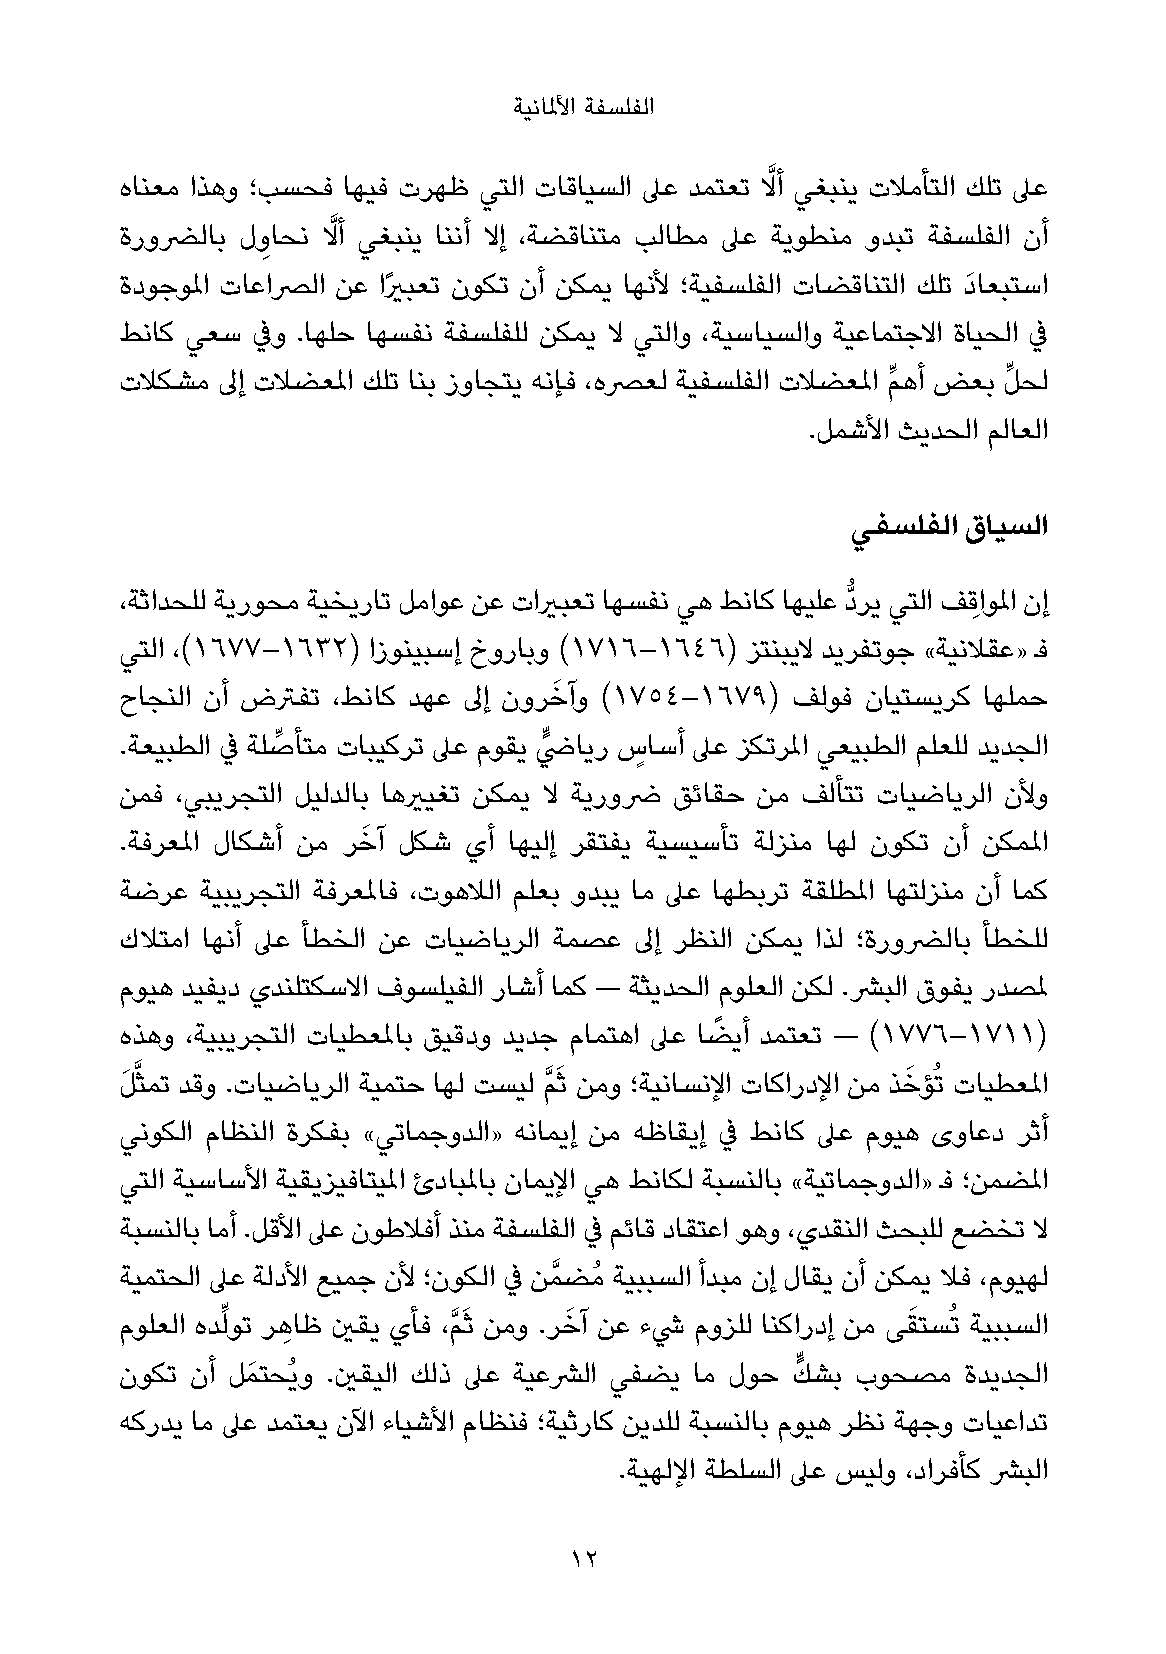 الفلسفة الألمانية
على تلك التأملات ينبغي ألَّا تعتمد على السياقات التي ظهرت فيها فحسب؛ وهذا معناه
أن الفلسفة تبدو منطوية على مطالب متناقضة، إلا أننا ينبغي ألَّا نحاوِل بالضرورة
استبعادَ تلك التناقضات الفلسفية؛ لأنها يمكن أن تكون تعبيرًا عن الصراعات الموجودة
في الحياة الاجتماعية والسياسية، والتي لا يمكن للفلسفة نفسها حلها. وفي سعي كانط
لحلِّ بعض أهمِّ المعضلات الفلسفية لعصره، فإنه يتجاوز بنا تلك المعضلات إلى مشكلات
العالم الحديث الأشمل.
السياق الفلسفي
إن المواقِف التي يردُّ عليها كانط هي نفسها تعبيرات عن عوامل تاريخية محورية للحداثة،
ﻓ «عقلانية» جوتفريد لايبنتز (١٦٤٦–١٧١٦) وباروخ إسبينوزا (١٦٣٢–١٦٧٧)، التي
حملها كريستيان فولف (١٦٧٩–١٧٥٤) وآخَرون إلى عهد كانط، تفترض أن النجاح
الجديد للعلم الطبيعي المرتكز على أساسٍ رياضيٍّ يقوم على تركيبات متأصِّلة في الطبيعة.
ولأن الرياضيات تتألف من حقائق ضرورية لا يمكن تغييرها بالدليل التجريبي، فمن
الممكن أن تكون لها منزلة تأسيسية يفتقر إليها أي شكل آخَر من أشكال المعرفة.
كما أن منزلتها المطلقة تربطها على ما يبدو بعلم اللاهوت، فالمعرفة التجريبية عرضة
للخطأ بالضرورة؛ لذا يمكن النظر إلى عصمة الرياضيات عن الخطأ على أنها امتلاك
لمصدر يفوق البشر. لكن العلوم الحديثة — كما أشار الفيلسوف الاسكتلندي ديفيد هيوم
(١٧١١–١٧٧٦) — تعتمد أيضًا على اهتمام جديد ودقيق بالمعطيات التجريبية، وهذه
المعطيات تُؤخَذ من الإدراكات الإنسانية؛ ومن ثَمَّ ليست لها حتمية الرياضيات. وقد تمثَّلَ
أثر دعاوى هيوم على كانط في إيقاظه من إيمانه «الدوجماتي» بفكرة النظام الكوني
المضمن؛ ﻓ «الدوجماتية» بالنسبة لكانط هي الإيمان بالمبادئ الميتافيزيقية الأساسية التي
لا تخضع للبحث النقدي، وهو اعتقاد قائم في الفلسفة منذ أفلاطون على الأقل. أما بالنسبة
لهيوم، فلا يمكن أن يقال إن مبدأ السببية مُضمَّن في الكون؛ لأن جميع الأدلة على الحتمية
السببية تُستَقى من إدراكنا للزوم شيء عن آخَر. ومن ثَمَّ، فأي يقين ظاهِر تولِّده العلوم
الجديدة مصحوب بشكٍّ حول ما يضفي الشرعية على ذلك اليقين. ويُحتمَل أن تكون
تداعيات وجهة نظر هيوم بالنسبة للدين كارثية؛ فنظام الأشياء الآن يعتمد على ما يدركه
البشر كأفراد، وليس على السلطة الإلهية.
١٢